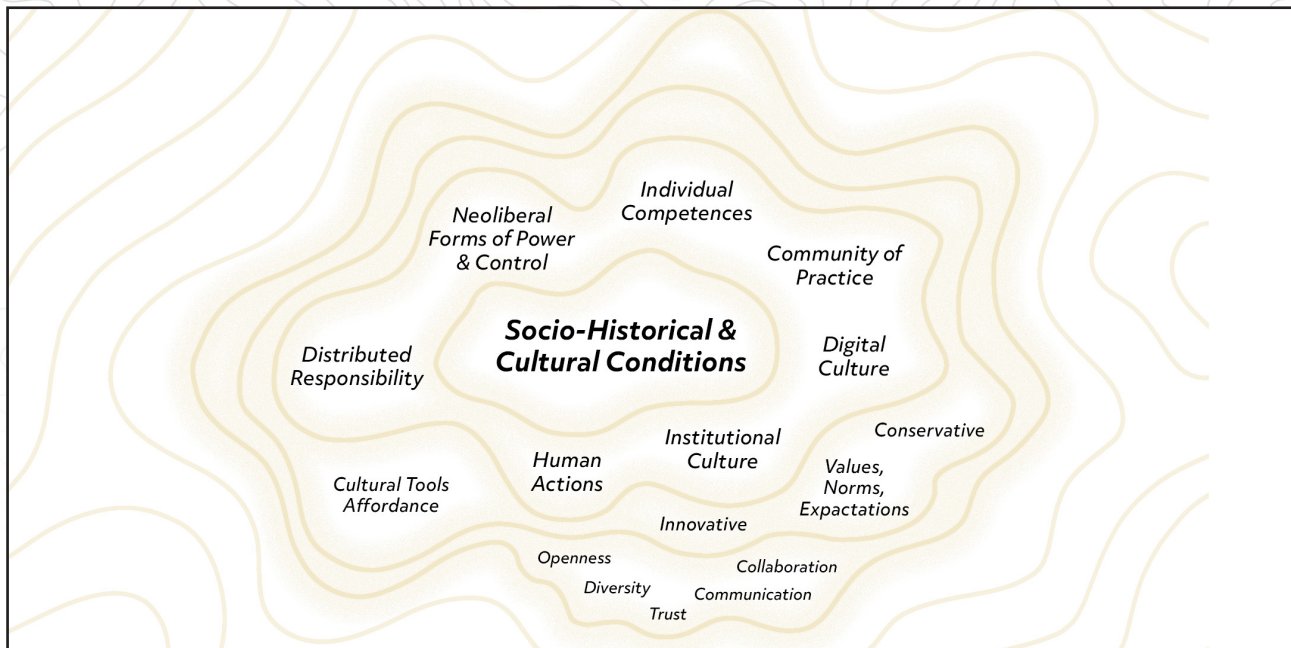 Individual
Competences
Neoliberal
Forms of Power
& Control
Community of
Practice
Socio-Historical &
Cultural Conditions
Distributed
Responsibility
Digital
Culture
Conservative
Institutional
Culture
Human
Actions
Values,
Norms,
Expactations
Cultural Tools
Affordance
Innovative
Openness
Collaboration
Diversity
Communication
Trust